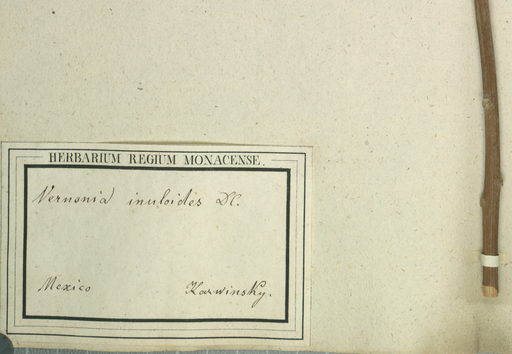 HERBARIUM REGIUM MONACENSE.
Vernonia inuloides DC.
Mexico Karwinsky.